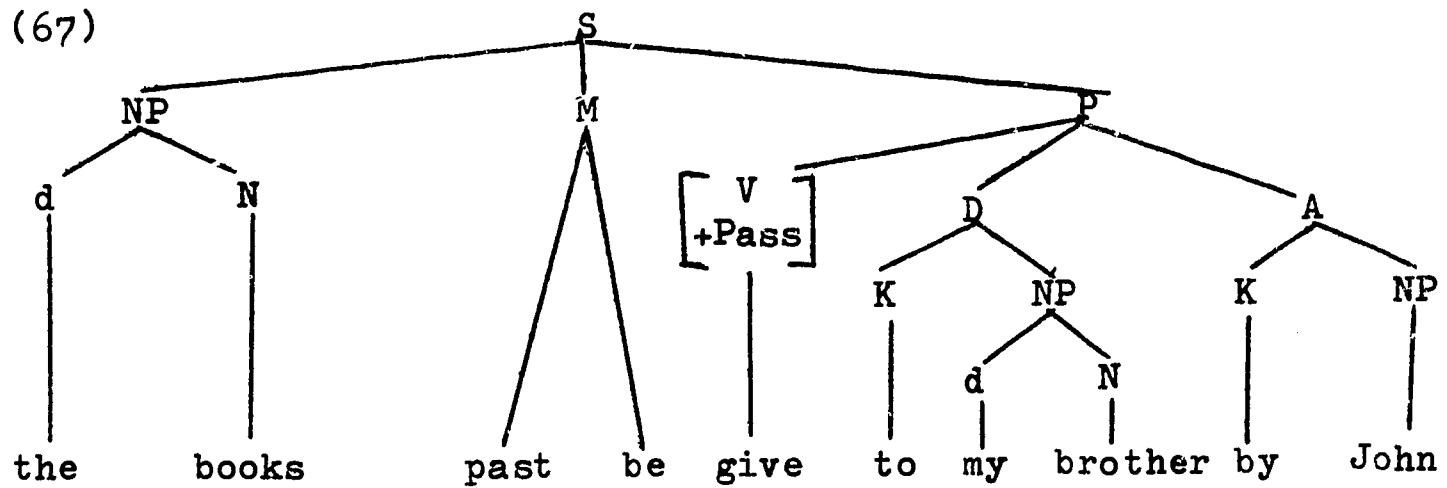 (67)
S
NP M P
d N [ V +Pass ] D A
K NP K NP
d N
the books past be give to my brother by John